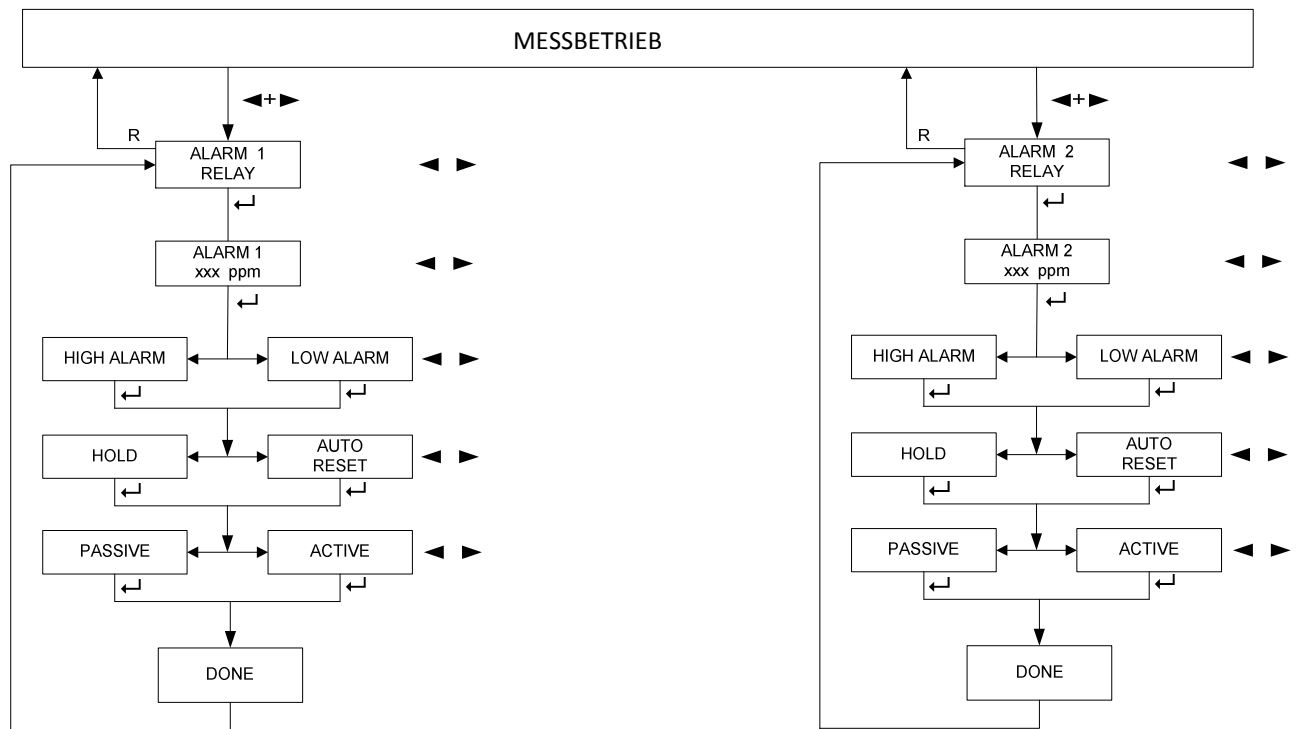 MESSBETRIEB
R
ALARM 1
RELAY
ALARM 1
xxx ppm
HIGH ALARM
LOW ALARM
HOLD
AUTO
RESET
PASSIVE
ACTIVE
DONE
R
ALARM 2
RELAY
ALARM 2
xxx ppm
HIGH ALARM
LOW ALARM
HOLD
AUTO
RESET
PASSIVE
ACTIVE
DONE